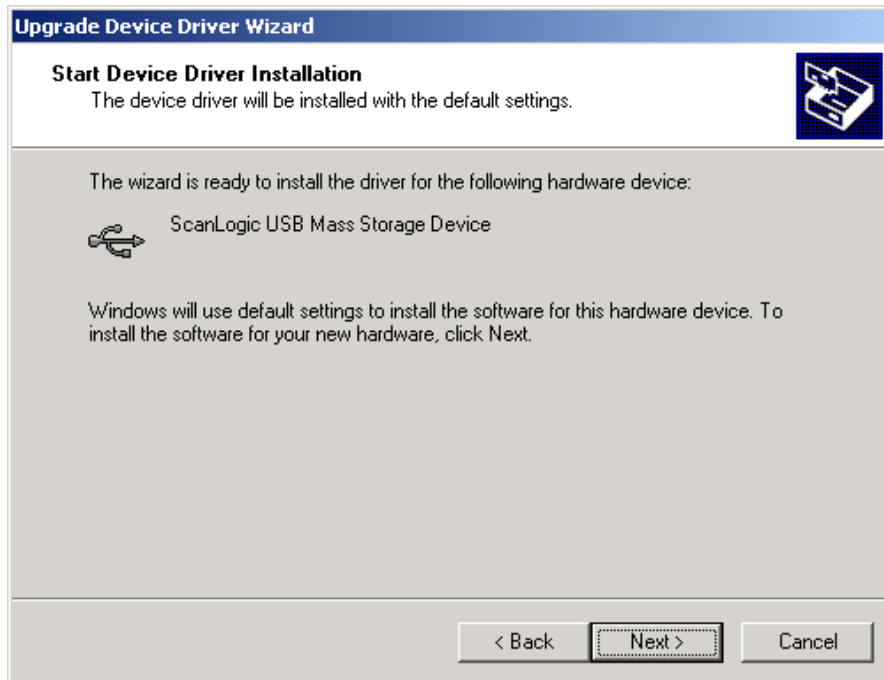 Upgrade Device Driver Wizard
Start Device Driver Installation
The device driver will be installed with the default settings.
The wizard is ready to install the driver for the following hardware device:
ScanLogic USB Mass Storage Device
Windows will use default settings to install the software for this hardware device. To
install the software for your new hardware, click Next.
< Back Next > Cancel